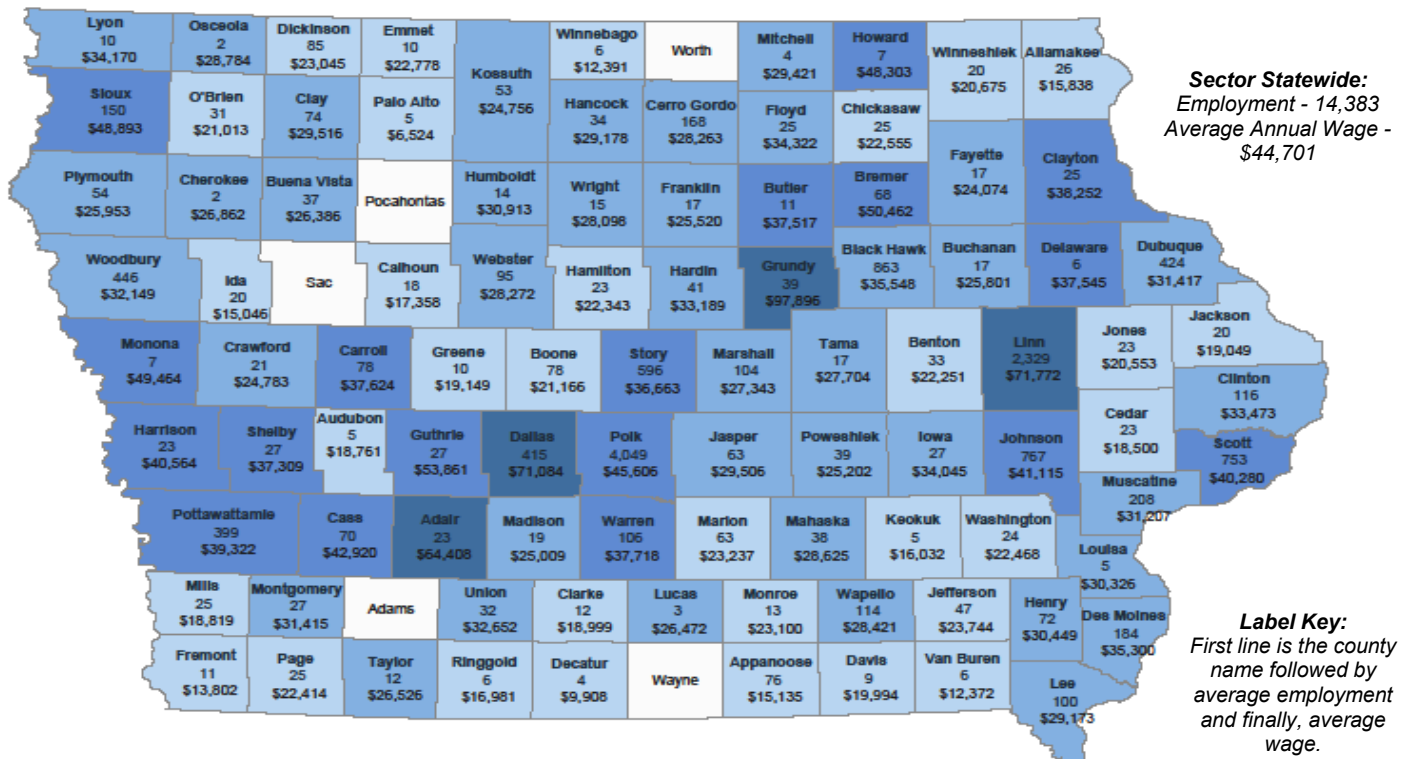 Lyon
10
$34,170
Osceola
2
$28,784
Dickinson
85
$23,045
Emmet
10
$22,778
Kossuth
53
$24,756
Winnebago
6
$12,391
Worth
Mitchell
4
$29,421
Howard
7
$48,303
Winneshiek
20
$20,675
Allamakee
26
$15,838
Sioux
150
$48,893
O'Brien
31
$21,013
Clay
74
$29,516
Palo Alto
5
$6,524
Hancock
34
$29,178
Cerro Gordo
168
$28,263
Floyd
25
$34,322
Chickasaw
25
$22,555
Fayette
17
$24,074
Clayton
25
$38,252
Plymouth
54
$25,953
Cherokee
2
$26,862
Buena Vista
37
$26,386
Pocahontas
Humboldt
14
$30,913
Wright
15
$28,098
Franklin
17
$25,520
Butler
11
$37,517
Bremer
68
$50,462
Woodbury
446
$32,149
Ida
20
$15,046
Sac
Calhoun
18
$17,358
Webster
95
$28,272
Hamilton
23
$22,343
Hardin
41
$33,189
Grundy
39
$97,896
Black Hawk
863
$35,548
Buchanan
17
$25,801
Delaware
6
$37,545
Dubuque
424
$31,417
Monona
7
$49,464
Crawford
21
$24,783
Carroll
78
$37,624
Greene
10
$19,149
Boone
78
$21,166
Story
596
$36,663
Marshall
104
$27,343
Tama
17
$27,704
Benton
33
$22,251
Linn
2,329
$71,772
Jones
23
$20,553
Jackson
20
$19,049
Clinton
116
$33,473
Harrison
23
$40,564
Shelby
27
$37,309
Audubon
5
$18,761
Guthrie
27
$53,861
Dallas
415
$71,084
Polk
4,049
$45,606
Jasper
63
$29,506
Poweshiek
39
$25,202
Iowa
27
$34,045
Johnson
767
$41,115
Cedar
23
$18,500
Scott
753
$40,280
Muscatine
208
$31,207
Pottawattamie
399
$39,322
Cass
70
$42,920
Adair
23
$64,408
Madison
19
$25,009
Warren
106
$37,718
Marion
63
$23,237
Mahaska
38
$28,625
Keokuk
5
$16,032
Washington
24
$22,468
Louisa
5
$30,326
Mills
25
$18,819
Montgomery
27
$31,415
Adams
Union
32
$32,652
Clarke
12
$18,999
Lucas
3
$26,472
Monroe
13
$23,100
Wapello
114
$28,421
Jefferson
47
$23,744
Henry
72
$30,449
Des Moines
184
$35,300
Fremont
11
$13,802
Page
25
$22,414
Taylor
12
$26,526
Ringgold
6
$16,981
Decatur
4
$9,908
Wayne
Appanoose
76
$15,135
Davis
9
$19,994
Van Buren
6
$12,372
Lee
100
$29,173
Sector Statewide:
Employment - 14,383
Average Annual Wage -
$44,701
Label Key:
First line is the county
name followed by
average employment
and finally, average
wage.